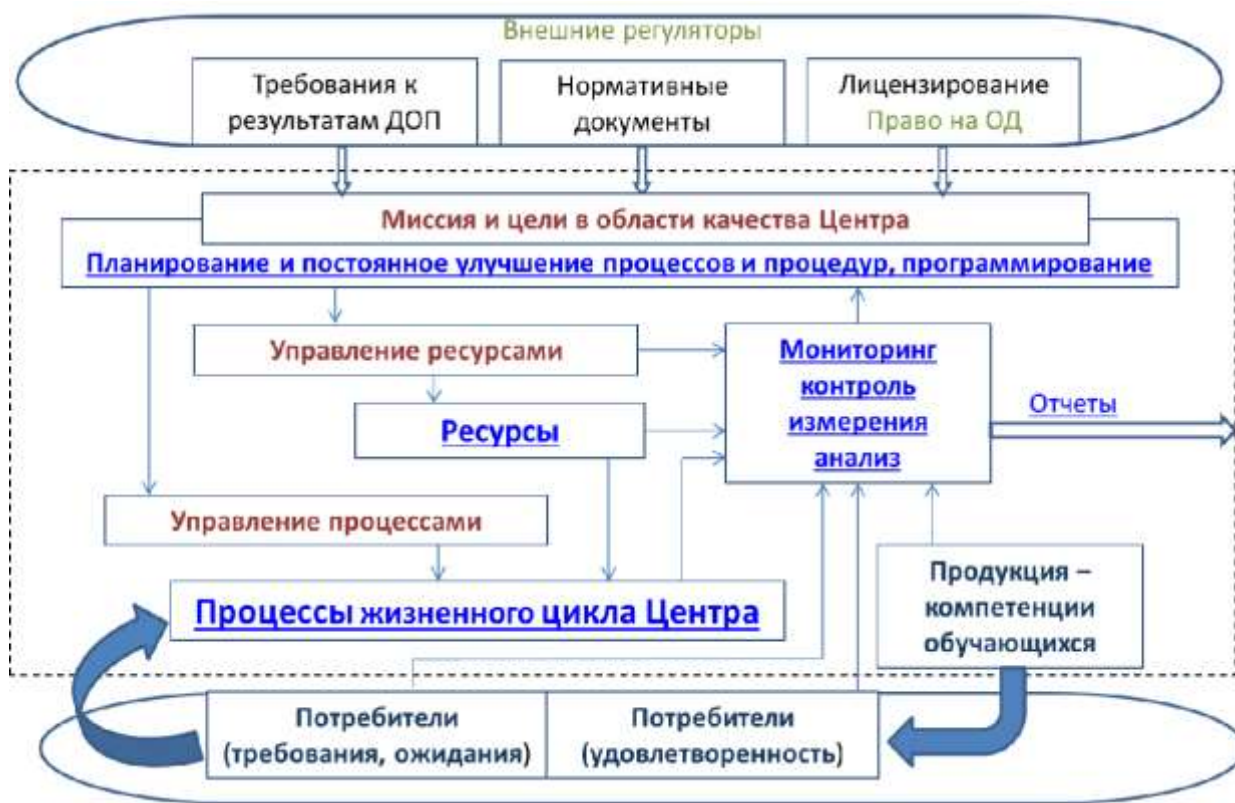 Внешние регуляторы
Требования к
результатам ДОП
Нормативные
документы
Лицензирование
Право на ОД
Миссия и цели в области качества Центра
Планирование и постоянное улучшение процессов и процедур, программирование
Управление ресурсами
Мониторинг
контроль
измерения
анализ
Отчеты
Ресурсы
Управление процессами
Процессы жизненного цикла Центра
Продукция –
компетенции
обучающихся
Потребители
(требования, ожидания)
Потребители
(удовлетворенность)